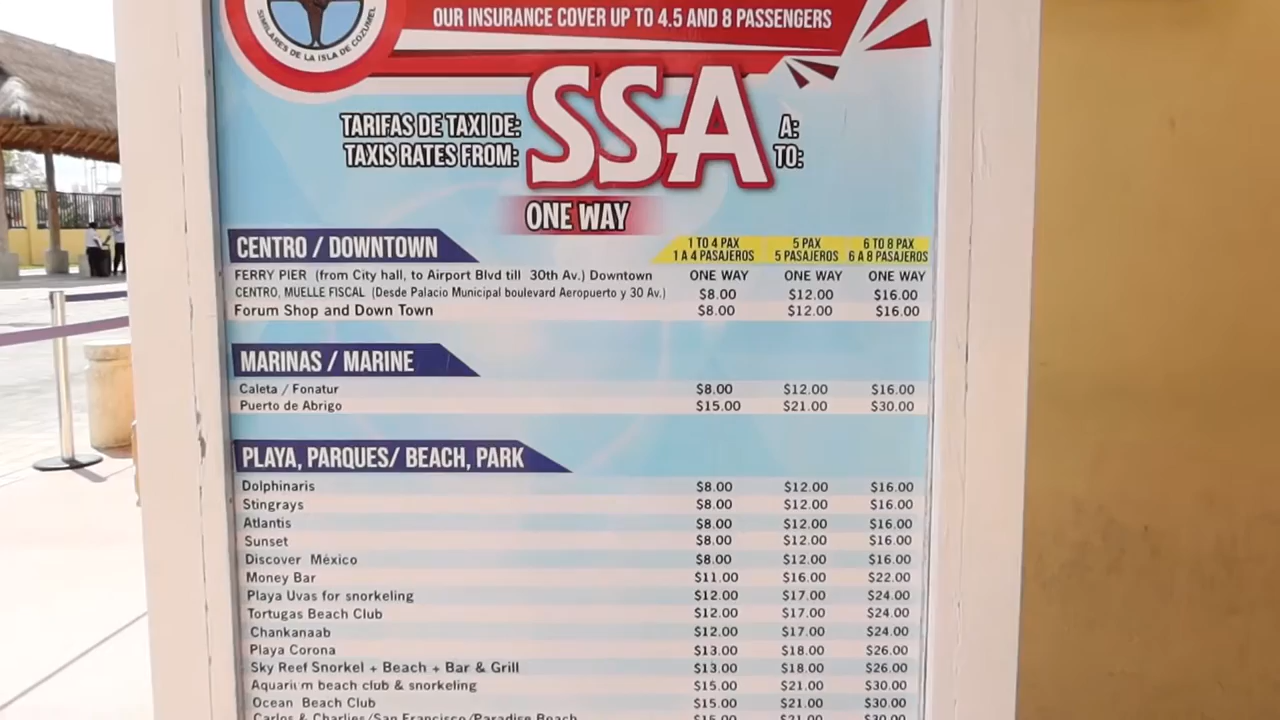 OUR INSURANCE COVER UP TO 4.5 AND 8 PASSENGERS
SIMILARES DE LA ISLA DE COZUMEL
TARIFAS DE TAXI DE: SSA A:
TAXIS RATES FROM: TO:
ONE WAY
CENTRO / DOWNTOWN 1 TO 4 PAX 5 PAX 6 TO 8 PAX
1 A 4 PASAJEROS 5 PASAJEROS 6 A 8 PASAJEROS
FERRY PIER (from City hall, to Airport Blvd till 30th Av.) Downtown ONE WAY ONE WAY ONE WAY
CENTRO, MUELLE FISCAL (Desde Palacio Municipal boulevard Aeropuerto y 30 Av.) $8.00 $12.00 $16.00
Forum Shop and Down Town $8.00 $12.00 $16.00
MARINAS / MARINE
Caleta / Fonatur $8.00 $12.00 $16.00
Puerto de Abrigo $15.00 $21.00 $30.00
PLAYA, PARQUES/ BEACH, PARK
Dolphinaris $8.00 $12.00 $16.00
Stingrays $8.00 $12.00 $16.00
Atlantis $8.00 $12.00 $16.00
Sunset $8.00 $12.00 $16.00
Discover México $8.00 $12.00 $16.00
Money Bar $11.00 $16.00 $22.00
Playa Uvas for snorkeling $12.00 $17.00 $24.00
Tortugas Beach Club $12.00 $17.00 $24.00
Chankanaab $12.00 $17.00 $24.00
Playa Corona $13.00 $18.00 $26.00
Sky Reef Snorkel + Beach + Bar & Grill $13.00 $18.00 $26.00
Aquarium beach club & snorkeling $15.00 $21.00 $30.00
Ocean Beach Club $15.00 $21.00 $30.00
Carlos & Charlies/San Francisco/Paradise Beach $15.00 $21.00 $30.00